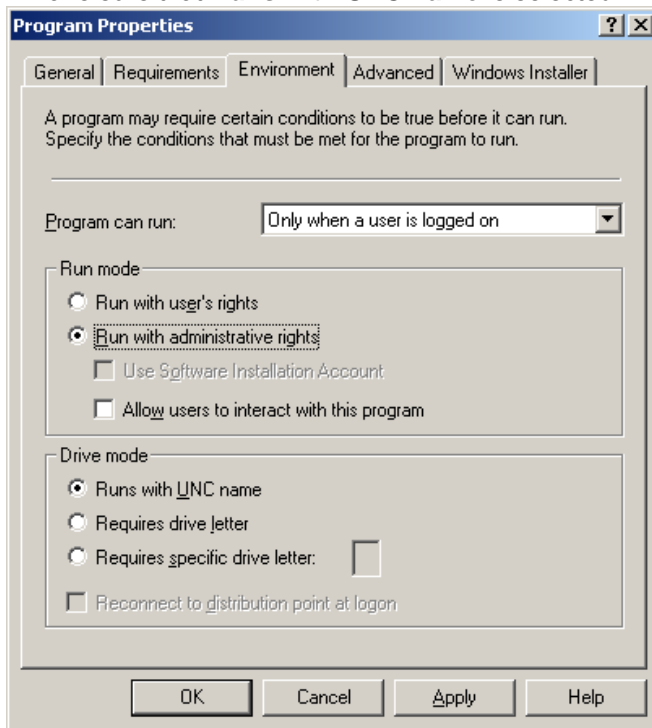 Program Properties
General Requirements Environment Advanced Windows Installer
A program may require certain conditions to be true before it can run.
Specify the conditions that must be met for the program to run.
Program can run: Only when a user is logged on
Run mode
Run with user's rights
Run with administrative rights
Use Software Installation Account
Allow users to interact with this program
Drive mode
Runs with UNC name
Requires drive letter
Requires specific drive letter:
Reconnect to distribution point at logon
OK Cancel Apply Help